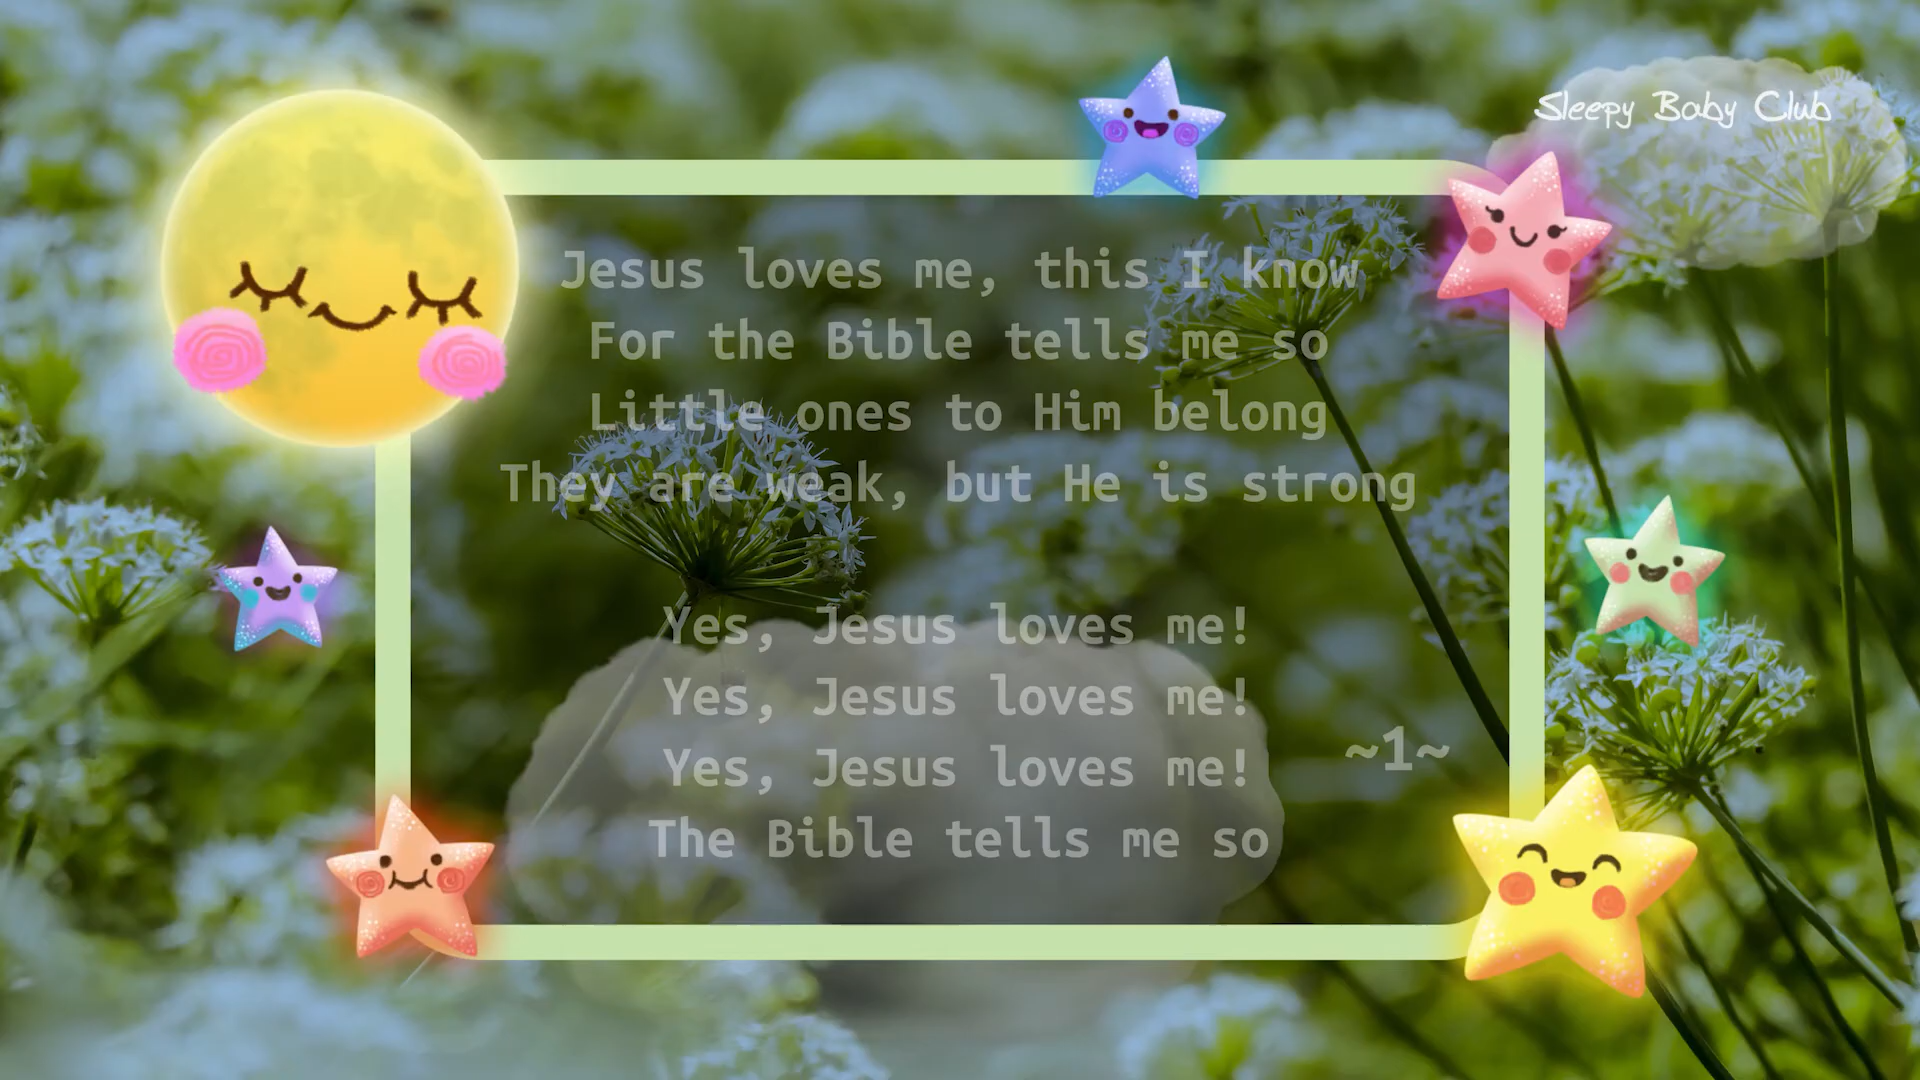 Sleepy Baby Club
Jesus loves me, this I know
For the Bible tells me so
Little ones to Him belong
They are weak, but He is strong
Yes, Jesus loves me!
Yes, Jesus loves me!
Yes, Jesus loves me!
~1~
The Bible tells me so